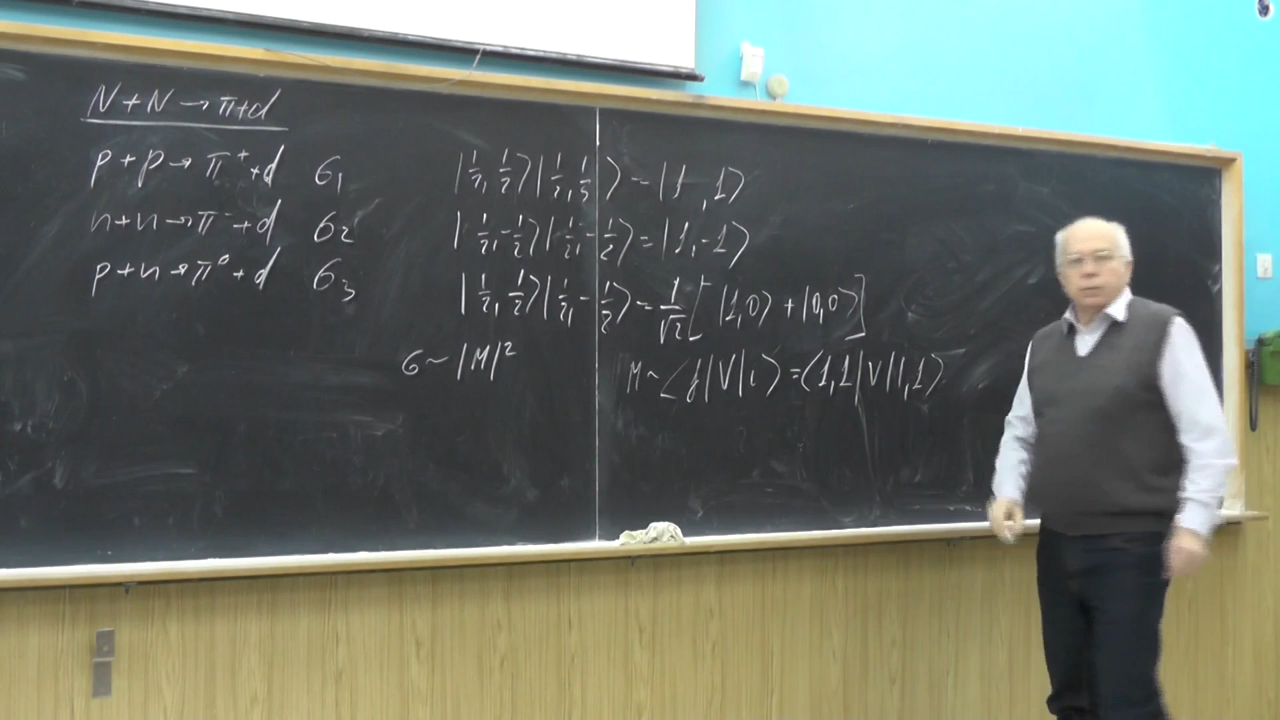 N + N → π + d
p + p → π⁺ + d σ₁
n + n → π⁻ + d σ₂
p + n → π⁰ + d σ₃
|1/2, 1/2⟩|1/2, 1/2⟩ = |1, 1⟩
|1/2, -1/2⟩|1/2, -1/2⟩ = |1, -1⟩
|1/2, 1/2⟩|1/2, -1/2⟩ = 1/√2 [ |1,0⟩ + |0,0⟩ ]
σ ~ |M|²
M ~ ⟨f|V|i⟩ = ⟨1,1|V|1,1⟩